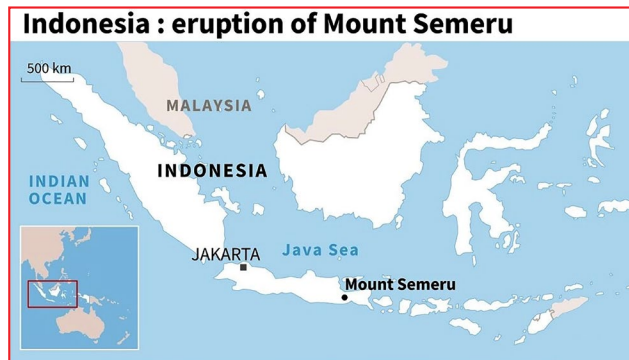 Indonesia : eruption of Mount Semeru
500 km
MALAYSIA
INDONESIA
INDIAN
OCEAN
JAKARTA
Java Sea
Mount Semeru